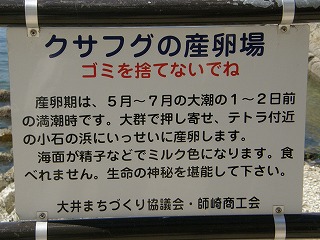 クサフグの産卵場
ゴミを捨てないでね
産卵期は、５月～７月の大潮の１～２日前
の満潮時です。大群で押し寄せ、テトラ付近
の小石の浜にいっせいに産卵します。
海面が精子などでミルク色になります。食
べれません。生命の神秘を堪能して下さい。
大井まちづくり協議会・師崎商工会